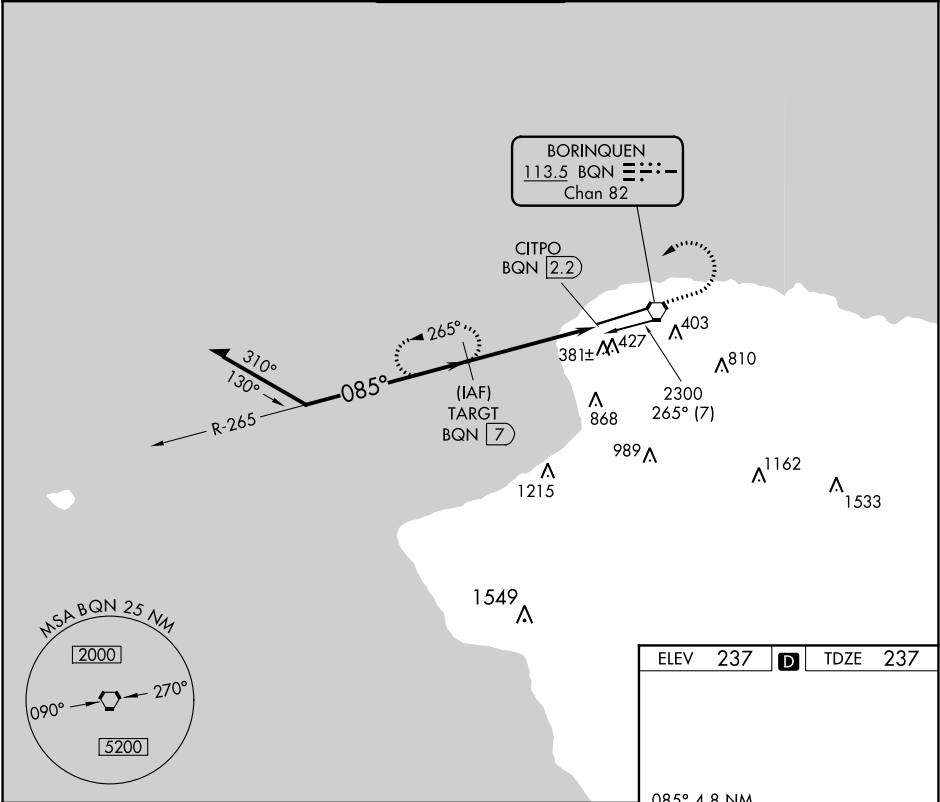 BORINQUEN
113.5 BQN
Chan 82
CITPO
BQN 2.2
403
427
381±
810
265°
310°
130°
085°
(IAF)
TARGT
BQN 7
R-265
2300
265° (7)
868
989
1162
1215
1533
1549
MSA BQN 25 NM
2000
270°
090°
5200
ELEV 237 D TDZE 237
085° 4.8 NM